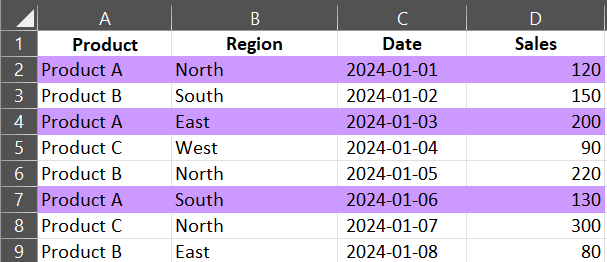 A B C D
1 Product Region Date Sales
2 Product A North 2024-01-01 120
3 Product B South 2024-01-02 150
4 Product A East 2024-01-03 200
5 Product C West 2024-01-04 90
6 Product B North 2024-01-05 220
7 Product A South 2024-01-06 130
8 Product C North 2024-01-07 300
9 Product B East 2024-01-08 80